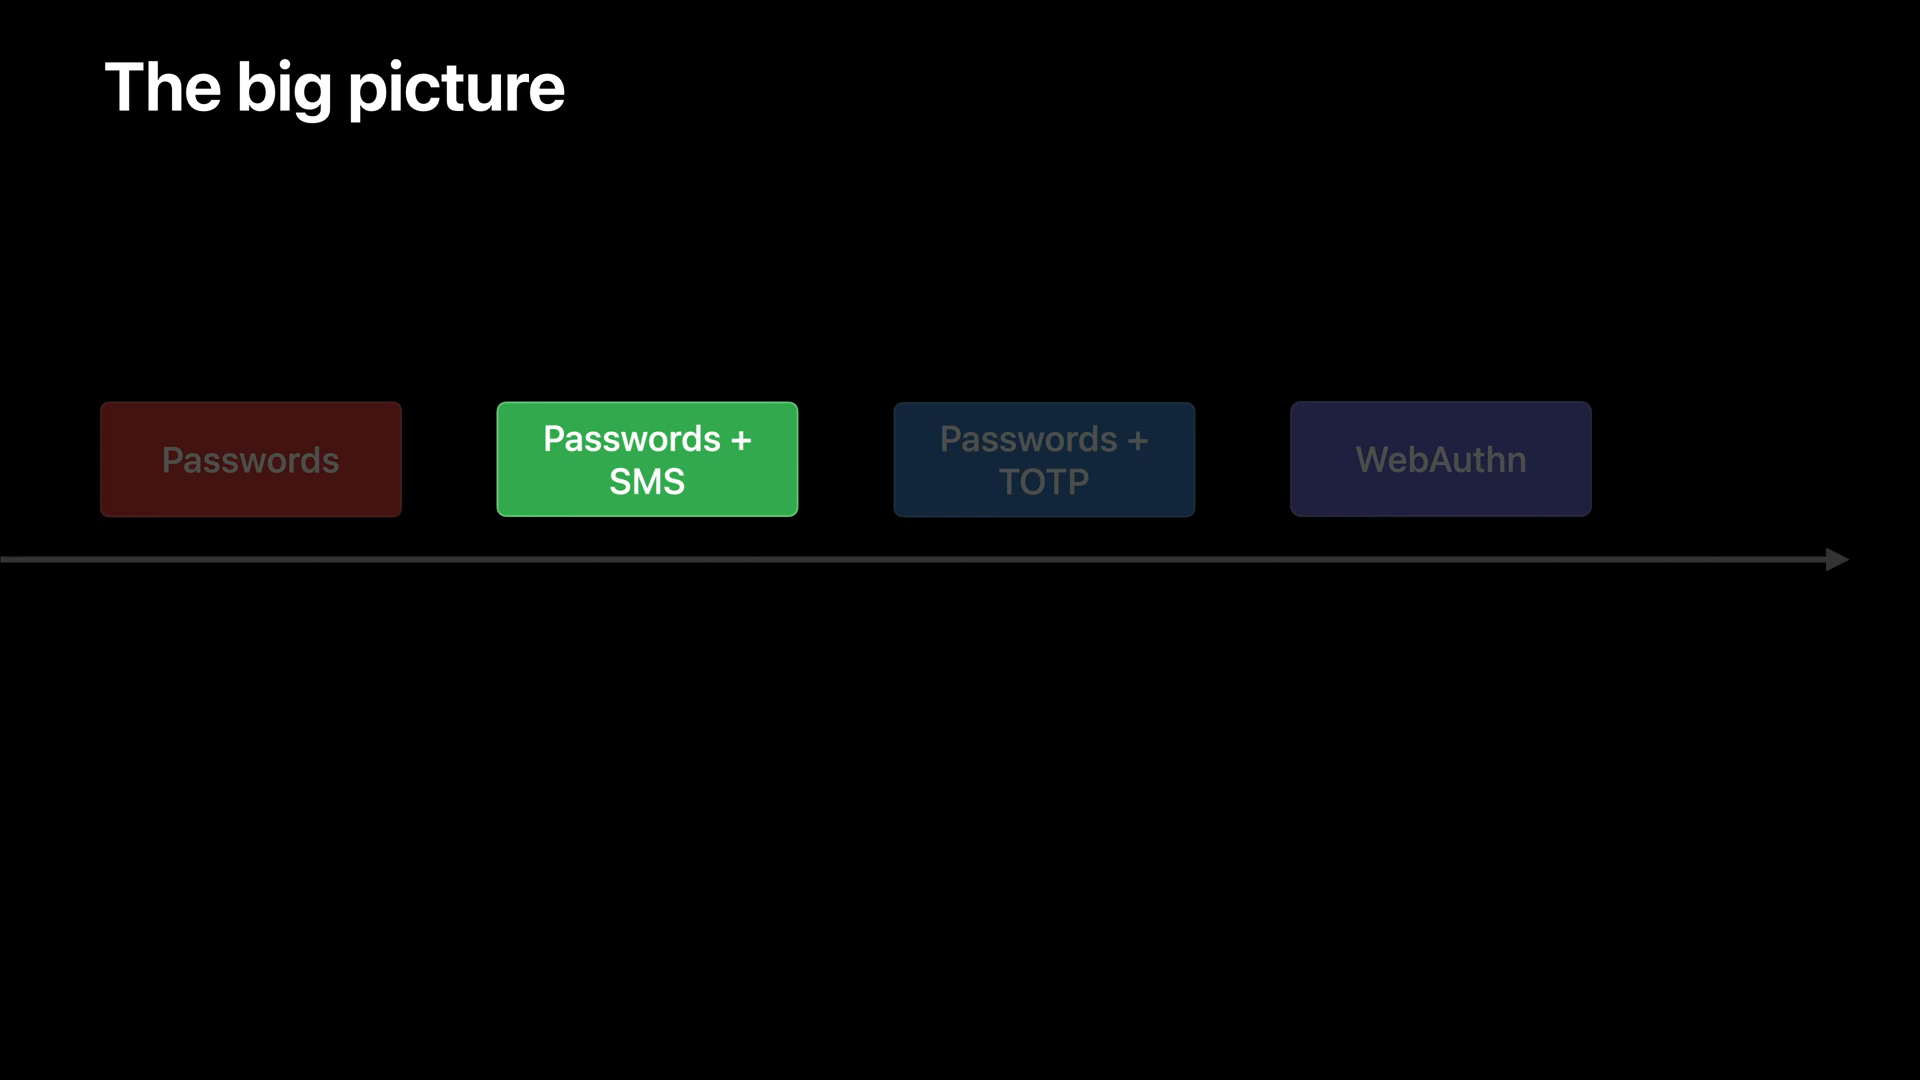 The big picture
Passwords
Passwords +
SMS
Passwords +
TOTP
WebAuthn